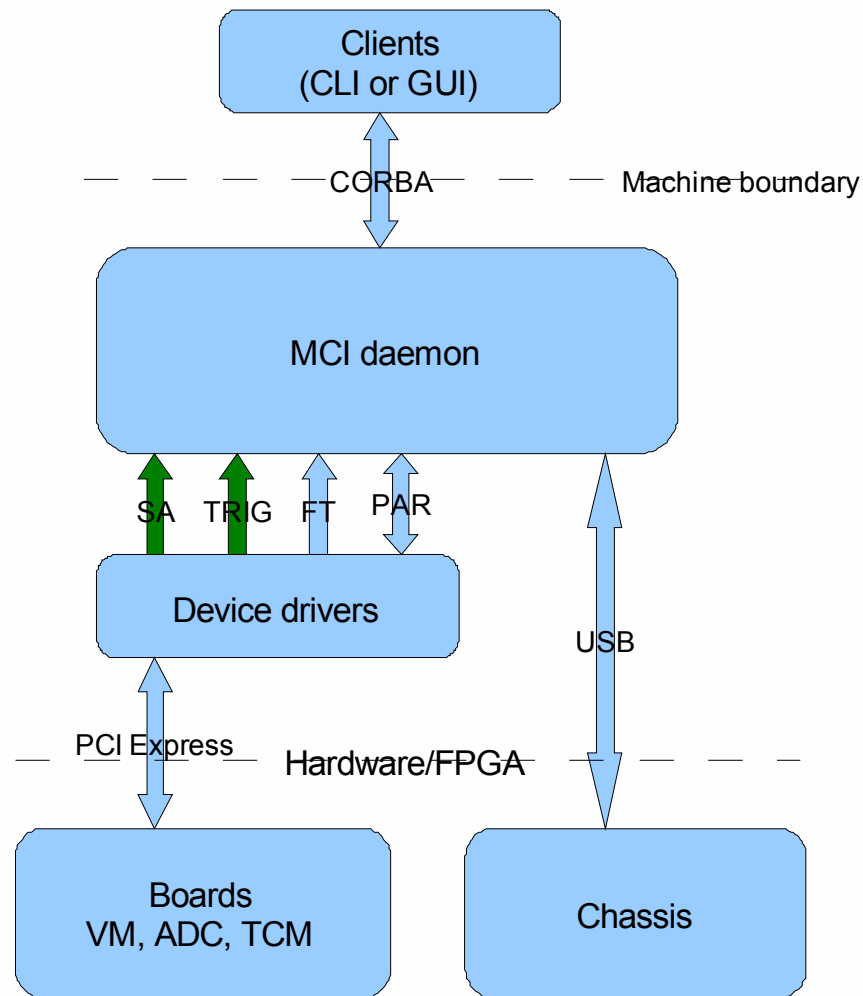 Clients
(CLI or GUI)
CORBA
Machine boundary
MCI daemon
SA
TRIG
FT
PAR
Device drivers
USB
PCI Express
Hardware/FPGA
Boards
VM, ADC, TCM
Chassis